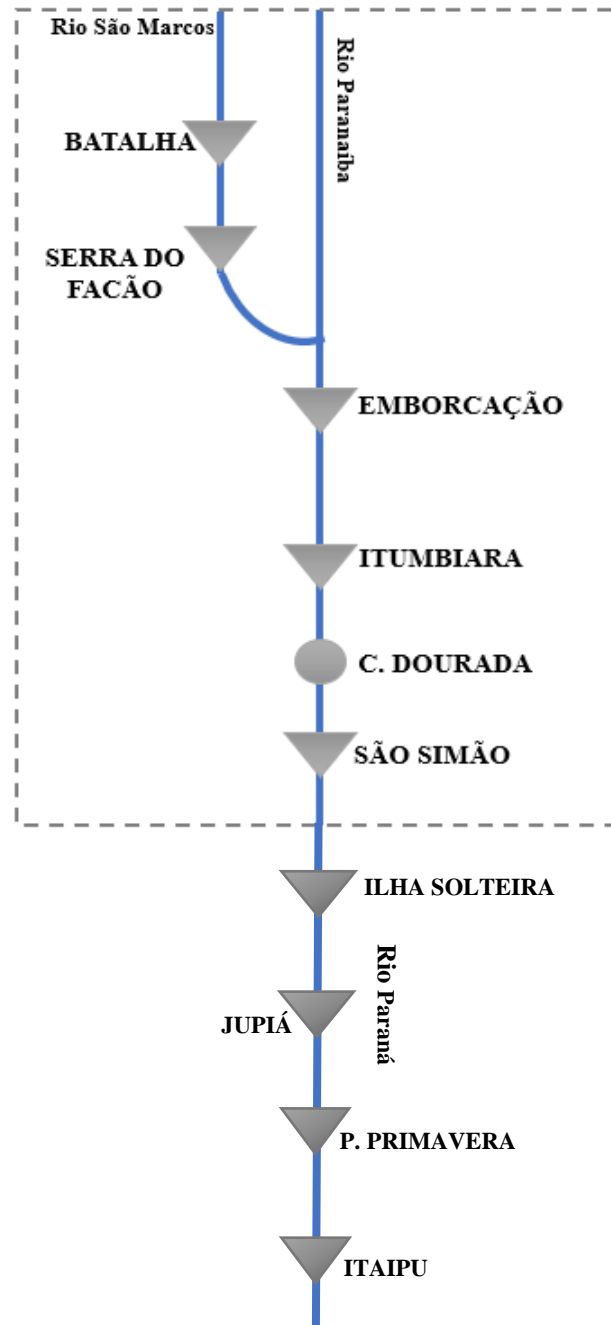 Rio São Marcos
Rio Paranaíba
BATALHA
SERRA DO
FACÃO
EMBORCAÇÃO
ITUMBIARA
C. DOURADA
SÃO SIMÃO
ILHA SOLTEIRA
Rio Paraná
JUPIÁ
P. PRIMAVERA
ITAIPU